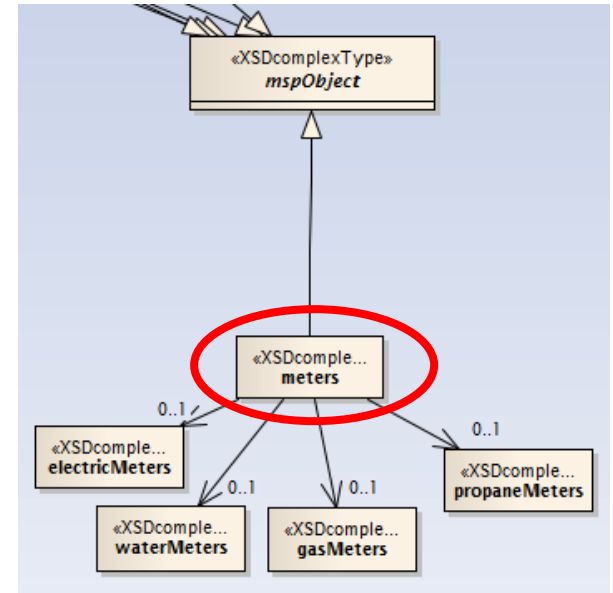 «XSDcomplexType»
mspObject
«XSDcomple...
meters
0..1
0..1
0..1
0..1
«XSDcomple...
electricMeters
«XSDcomple...
propaneMeters
«XSDcomple...
waterMeters
«XSDcomple...
gasMeters